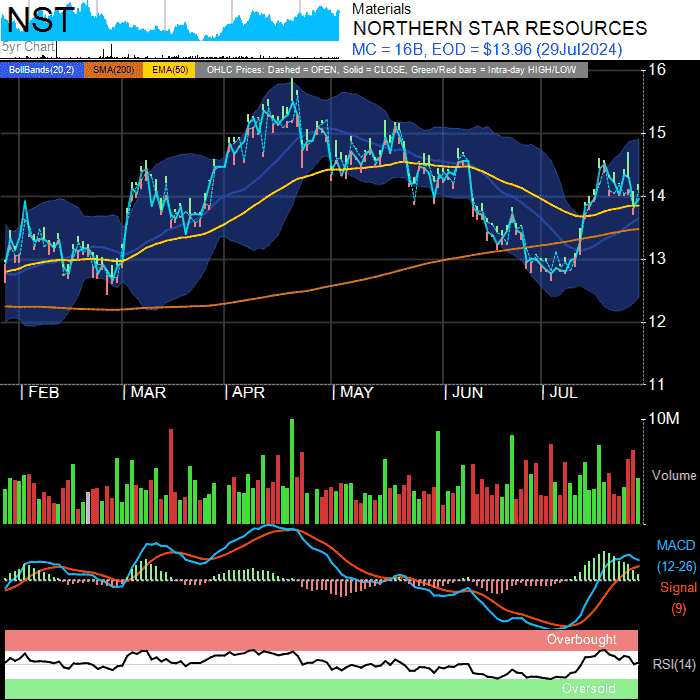 NST
5yr Chart
Materials
NORTHERN STAR RESOURCES
MC = 16B, EOD = $13.96 (29Jul2024)
BollBands(20,2) SMA(200) EMA(50) OHLC Prices: Dashed = OPEN, Solid = CLOSE, Green/Red bars = Intra-day HIGH/LOW
16
15
14
13
12
11
| FEB | MAR | APR | MAY | JUN | JUL
10M
Volume
MACD
(12-26)
Signal
(9)
Overbought
RSI(14)
Oversold